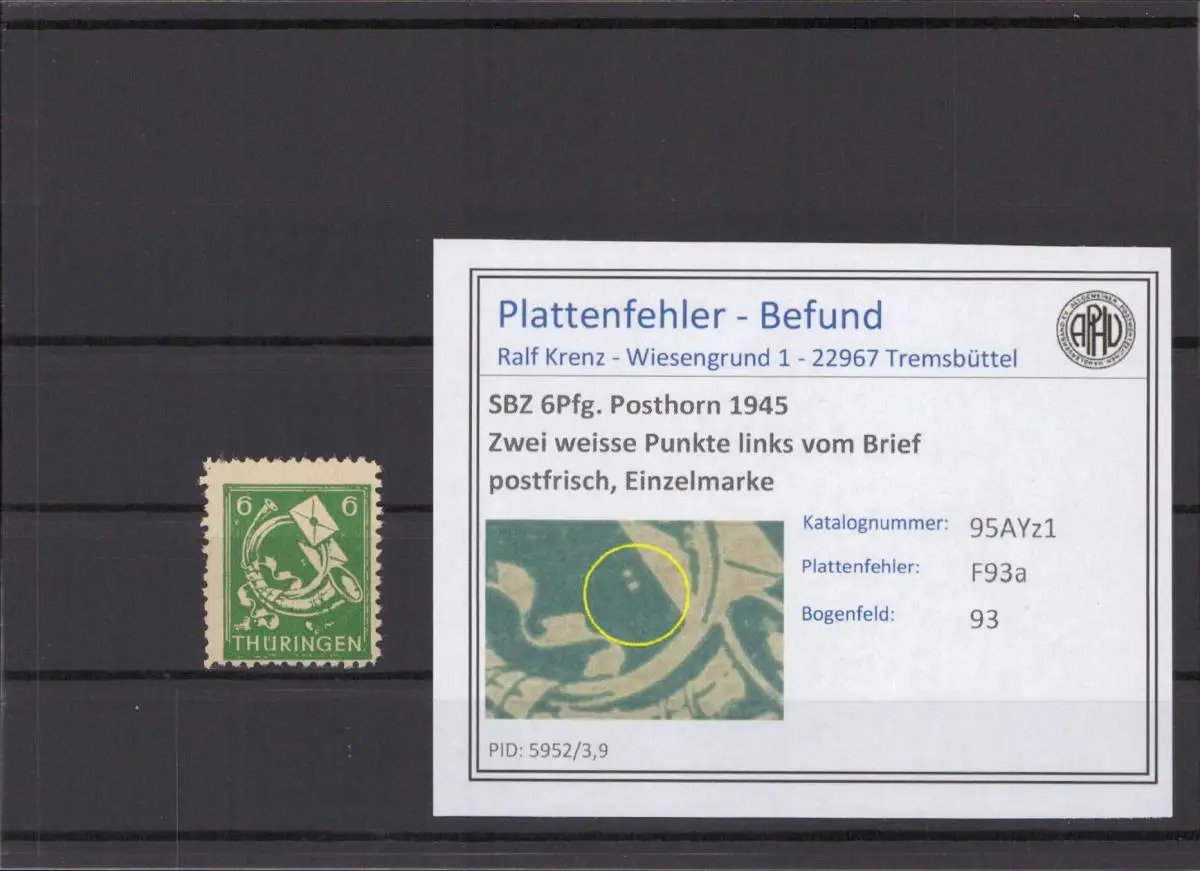 6 6
THÜRINGEN
Plattenfehler - Befund
Ralf Krenz - Wiesengrund 1 - 22967 Tremsbüttel
APHV
SBZ 6Pfg. Posthorn 1945
Zwei weisse Punkte links vom Brief
postfrisch, Einzelmarke
Katalognummer: 95AYz1
Plattenfehler: F93a
Bogenfeld: 93
PID: 5952/3,9